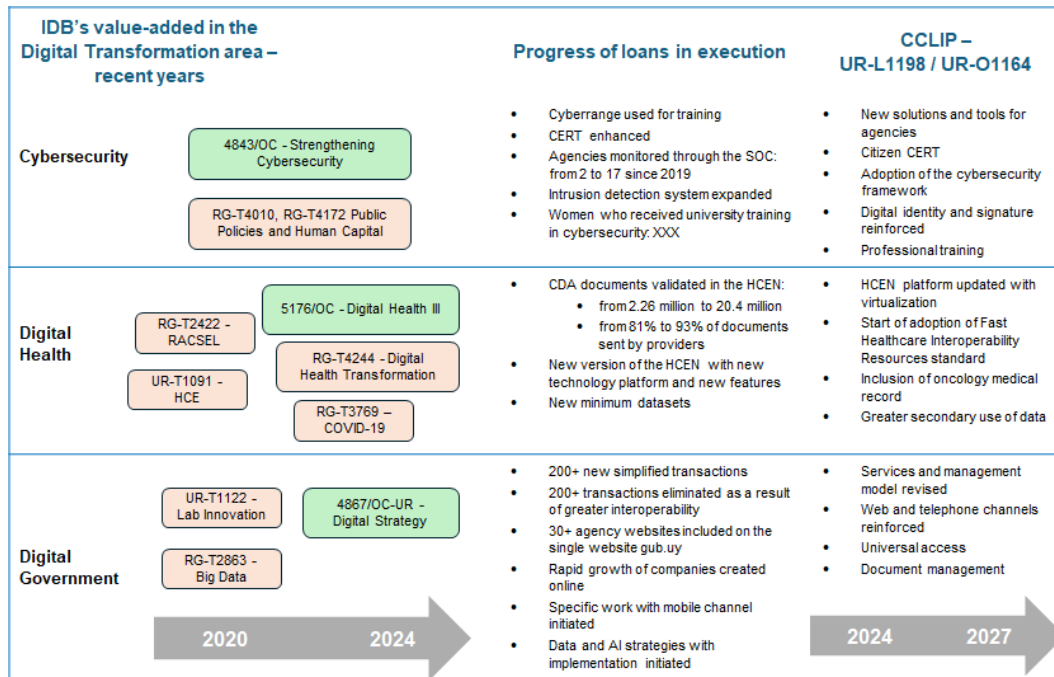 IDB's value-added in the
Digital Transformation area –
recent years
Progress of loans in execution
CCLIP –
UR-L1198 / UR-O1164
Cybersecurity
4843/OC - Strengthening
Cybersecurity
RG-T4010, RG-T4172 Public
Policies and Human Capital
• Cyberrange used for training
• CERT enhanced
• Agencies monitored through the SOC:
from 2 to 17 since 2019
• Intrusion detection system expanded
• Women who received university training
in cybersecurity: XXX
• New solutions and tools for
agencies
• Citizen CERT
• Adoption of the cybersecurity
framework
• Digital identity and signature
reinforced
• Professional training
Digital
Health
RG-T2422 -
RACSEL
UR-T1091 -
HCE
5176/OC - Digital Health III
RG-T4244 - Digital
Health Transformation
RG-T3769 –
COVID-19
• CDA documents validated in the HCEN:
• from 2.26 million to 20.4 million
• from 81% to 93% of documents
sent by providers
• New version of the HCEN with new
technology platform and new features
• New minimum datasets
• HCEN platform updated with
virtualization
• Start of adoption of Fast
Healthcare Interoperability
Resources standard
• Inclusion of oncology medical
record
• Greater secondary use of data
Digital
Government
UR-T1122 -
Lab Innovation
RG-T2863 -
Big Data
4867/OC-UR -
Digital Strategy
2020 2024
• 200+ new simplified transactions
• 200+ transactions eliminated as a result
of greater interoperability
• 30+ agency websites included on the
single website gub.uy
• Rapid growth of companies created
online
• Specific work with mobile channel
initiated
• Data and AI strategies with
implementation initiated
• Services and management
model revised
• Web and telephone channels
reinforced
• Universal access
• Document management
2024 2027